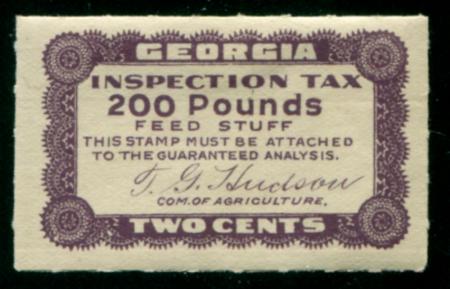 GEORGIA
INSPECTION TAX
200 Pounds
FEED STUFF
THIS STAMP MUST BE ATTACHED
TO THE GUARANTEED ANALYSIS.
T. G. Hudson
COM. OF AGRICULTURE.
TWO CENTS